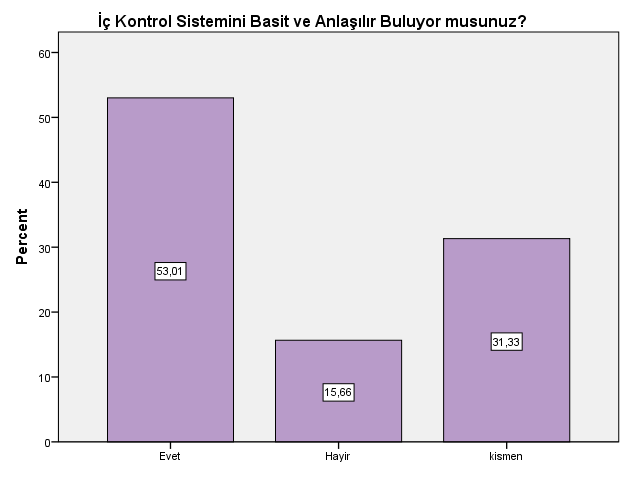 İç Kontrol Sistemini Basit ve Anlaşılır Buluyor musunuz?
60
50
40
30
20
10
0
Percent
53,01
15,66
31,33
Evet
Hayir
kismen